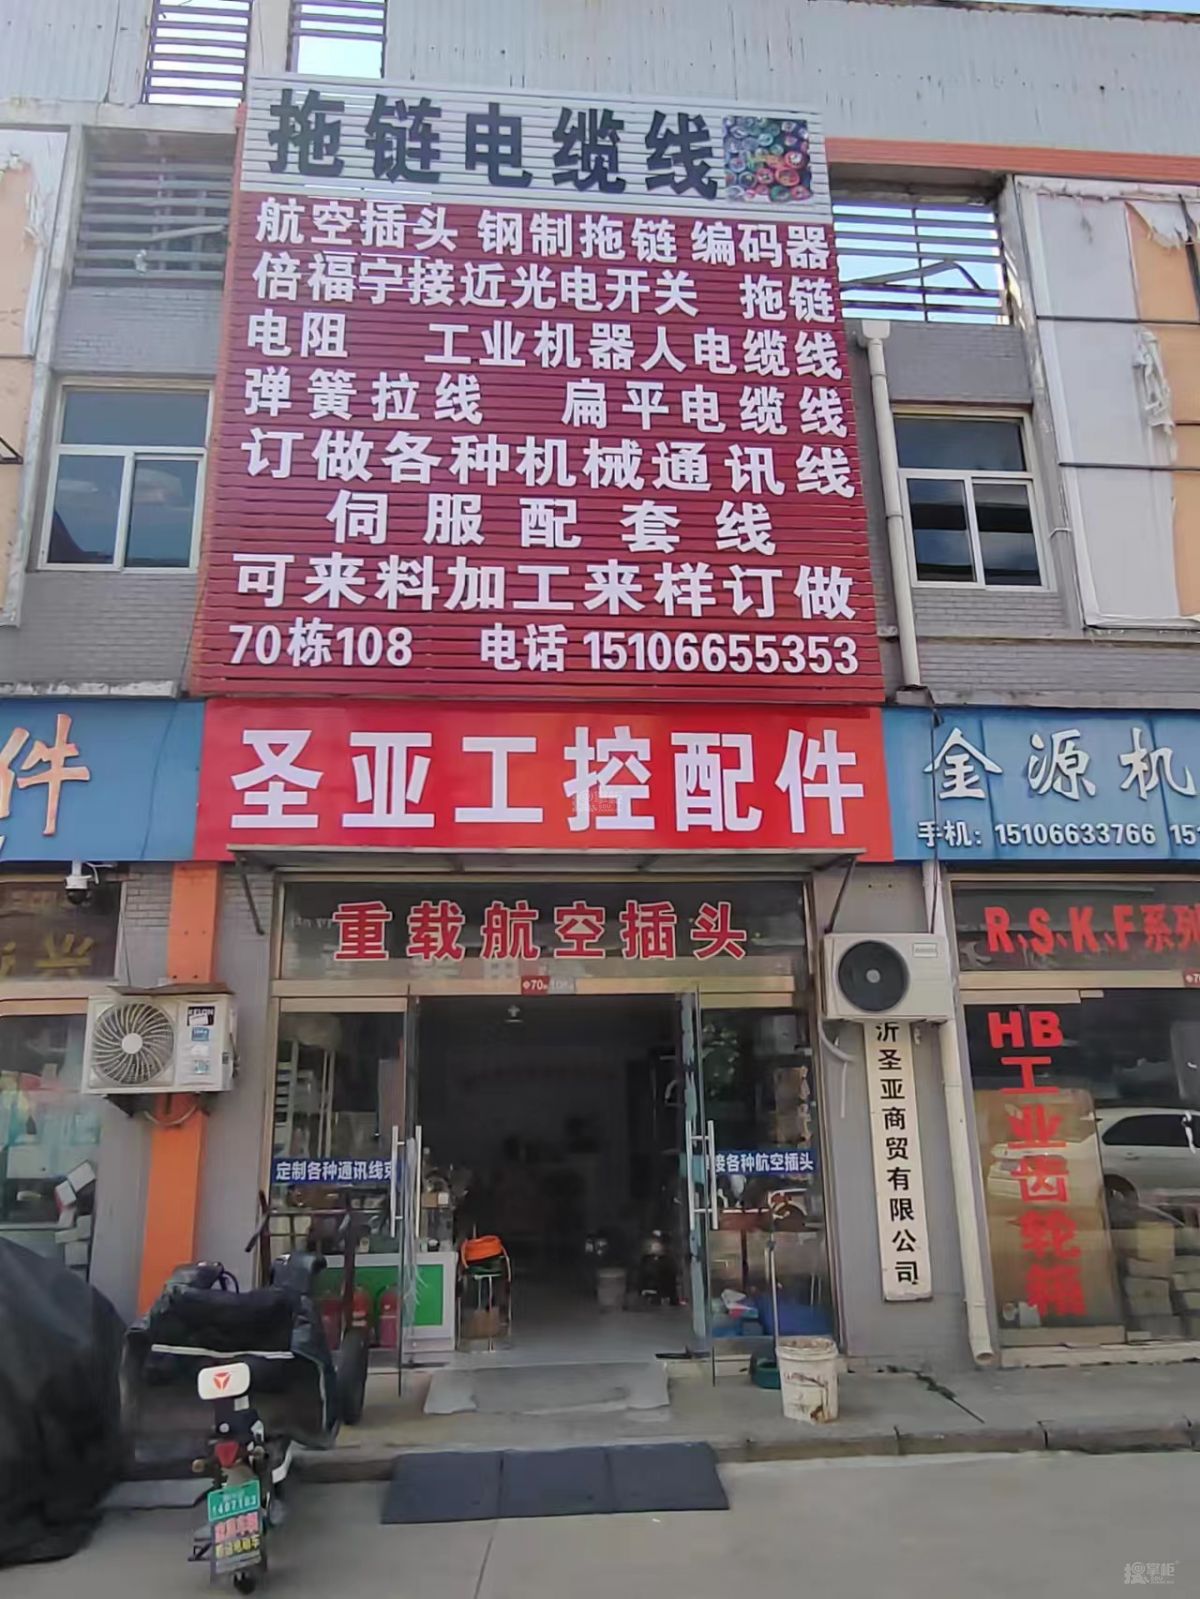 拖链电缆线
航空插头 钢制拖链 编码器
倍福宁接近光电开关 拖链
电阻 工业机器人电缆线
弹簧拉线 扁平电缆线
订做各种机械通讯线
伺服配套线
可来料加工来样订做
70栋108 电话 15106655353
件
圣亚工控配件
金源机
手机：15106633766 15
重载航空插头
R、S、K、F系列
70
HB工业齿轮箱
沂圣亚商贸有限公司
定制各种通讯线束
接各种航空插头